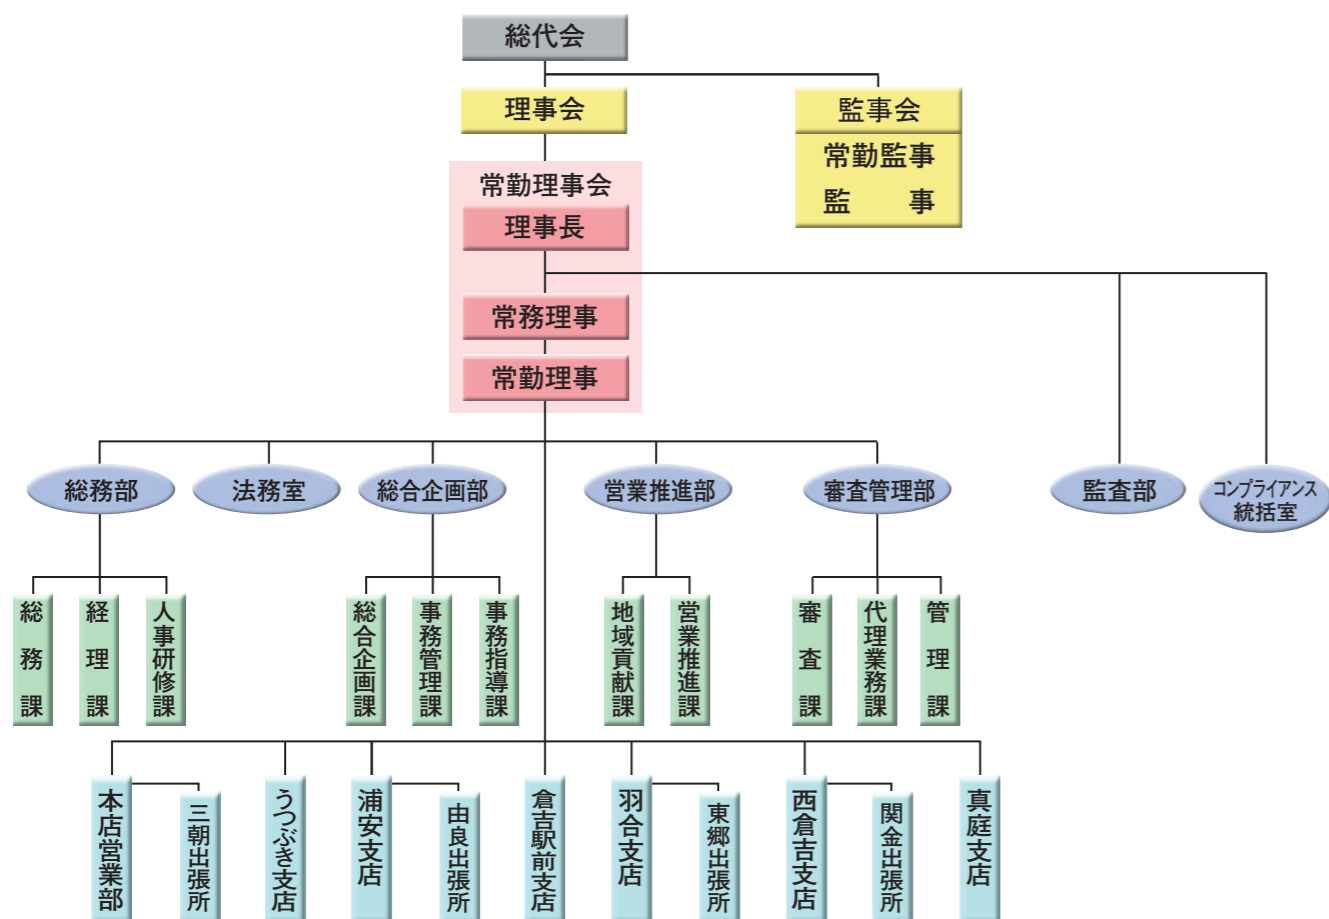 総代会
理事会
監事会
常勤監事
監　　事
常勤理事会
理事長
常務理事
常勤理事
総務部
法務室
総合企画部
営業推進部
審査管理部
監査部
コンプライアンス
統括室
総務課
経理課
人事研修課
総合企画課
事務管理課
事務指導課
地域貢献課
営業推進課
審査課
代理業務課
管理課
本店営業部
三朝出張所
うつぶき支店
浦安支店
由良出張所
倉吉駅前支店
羽合支店
東郷出張所
西倉吉支店
関金出張所
真庭支店